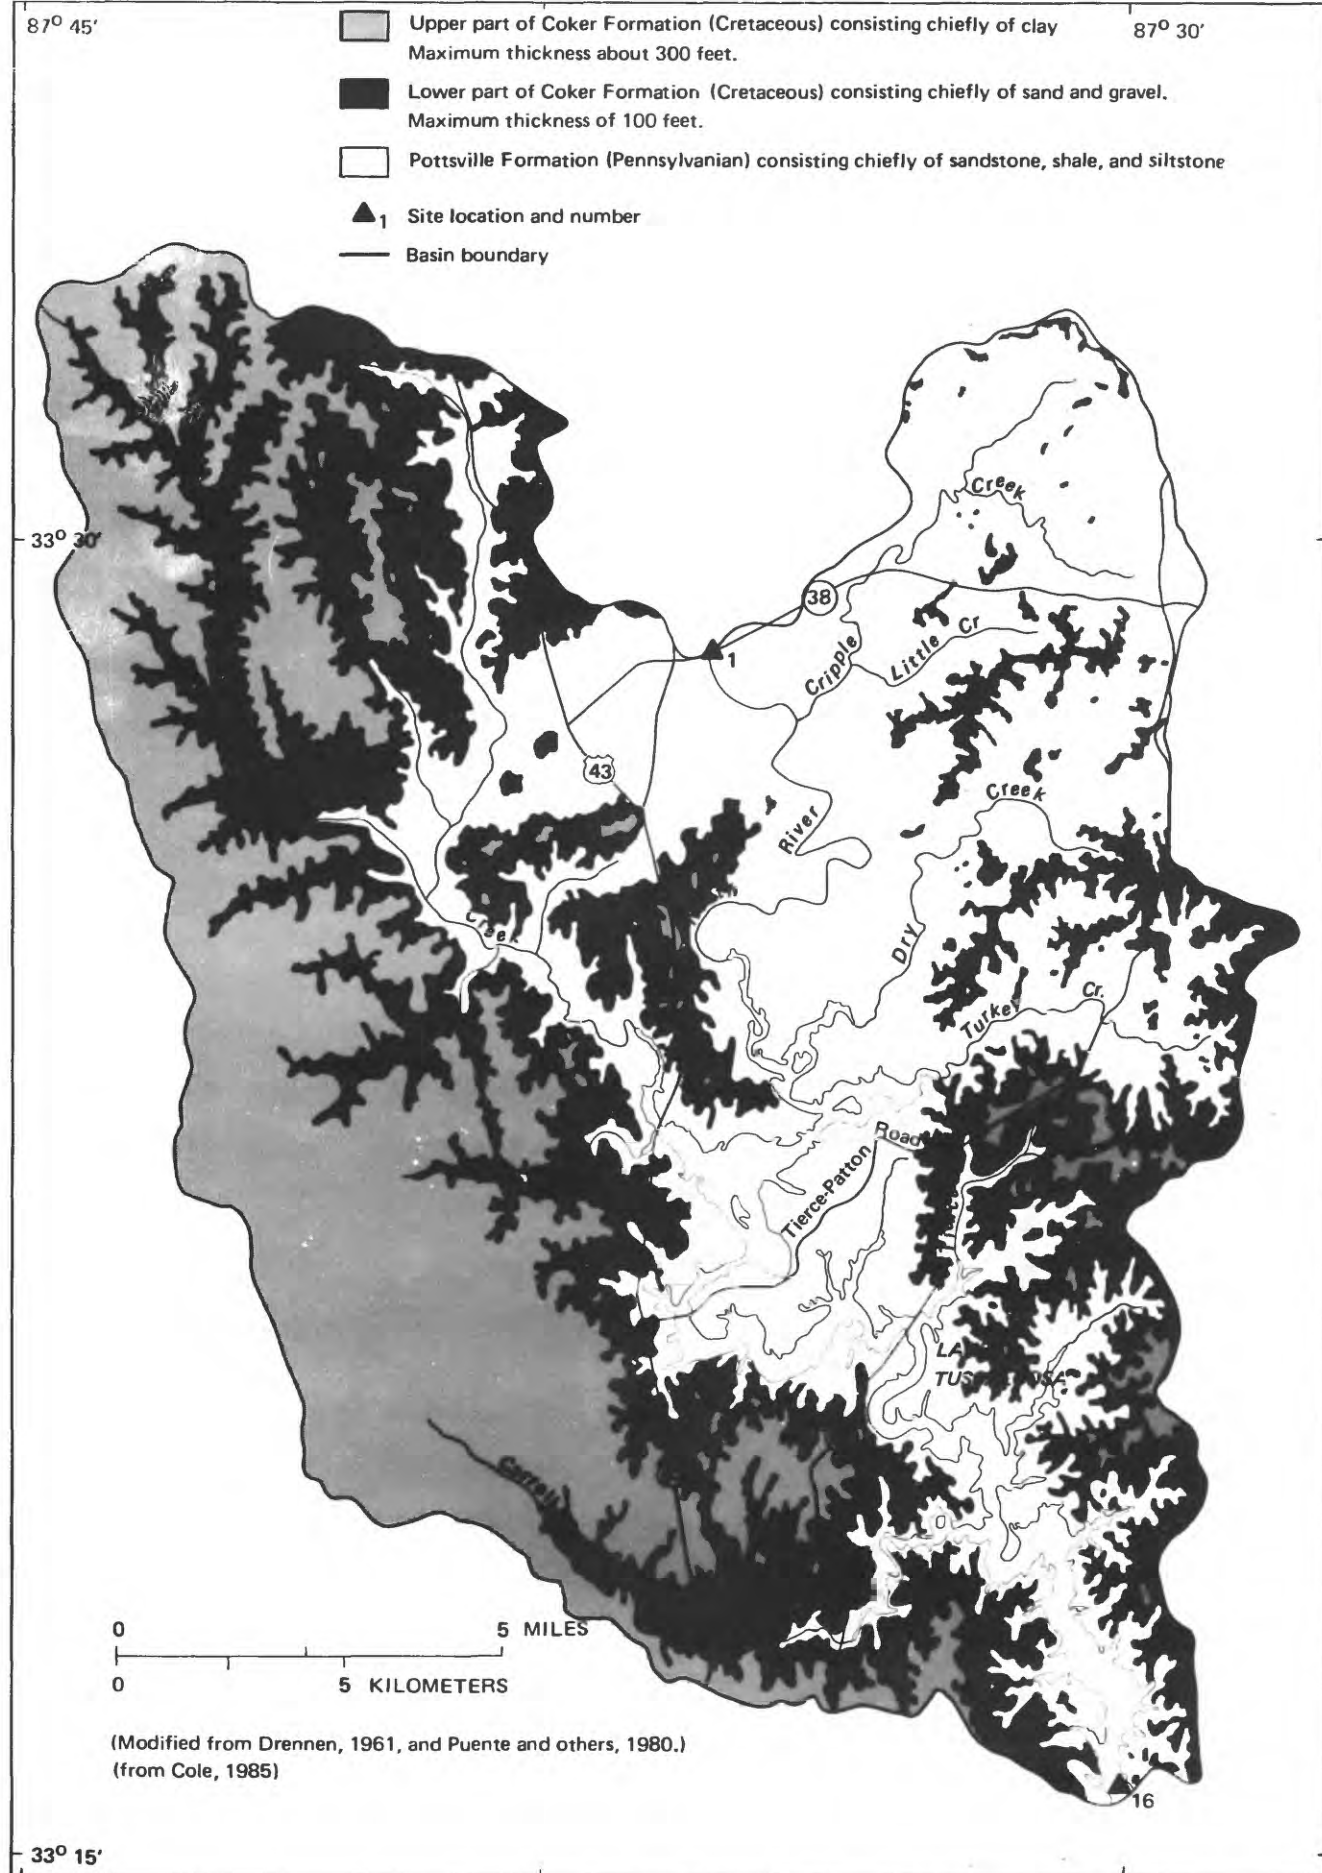 87° 45'
Upper part of Coker Formation (Cretaceous) consisting chiefly of clay
Maximum thickness about 300 feet.
87° 30'
Lower part of Coker Formation (Cretaceous) consisting chiefly of sand and gravel.
Maximum thickness of 100 feet.
Pottsville Formation (Pennsylvanian) consisting chiefly of sandstone, shale, and siltstone
1 Site location and number
Basin boundary
Creek
33° 30'
38
Cr
Little
Cripple
1
43
Creek
River
Creek
Dry
Cr.
Turke
Road
Tierce-Patton
LA
Carroll
0 5 MILES
0 5 KILOMETERS
(Modified from Drennen, 1961, and Puente and others, 1980.)
(from Cole, 1985)
16
33° 15'